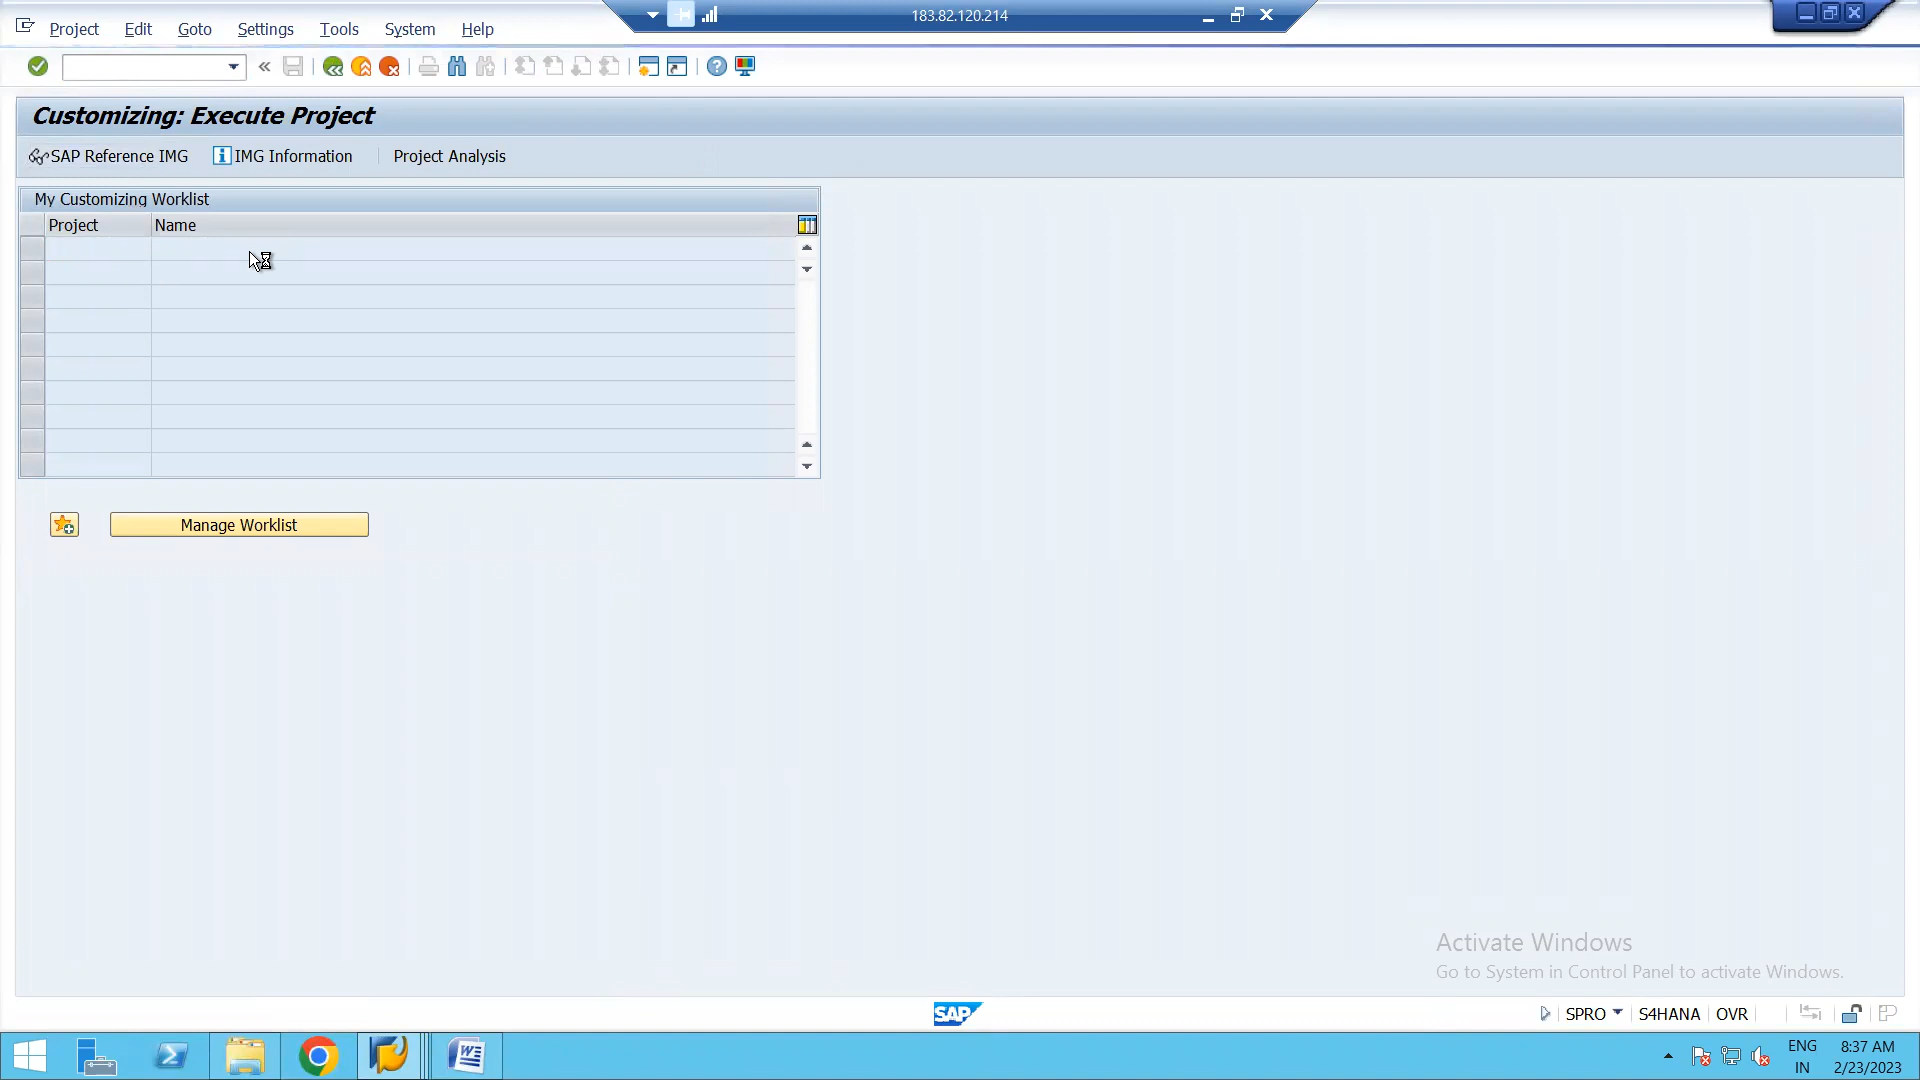 183.82.120.214
Project Edit Goto Settings Tools System Help
Customizing: Execute Project
SAP Reference IMG IMG Information Project Analysis
My Customizing Worklist
Project Name
Manage Worklist
Activate Windows
Go to System in Control Panel to activate Windows.
SAP SPRO S4HANA OVR
ENG 8:37 AM
IN 2/23/2023